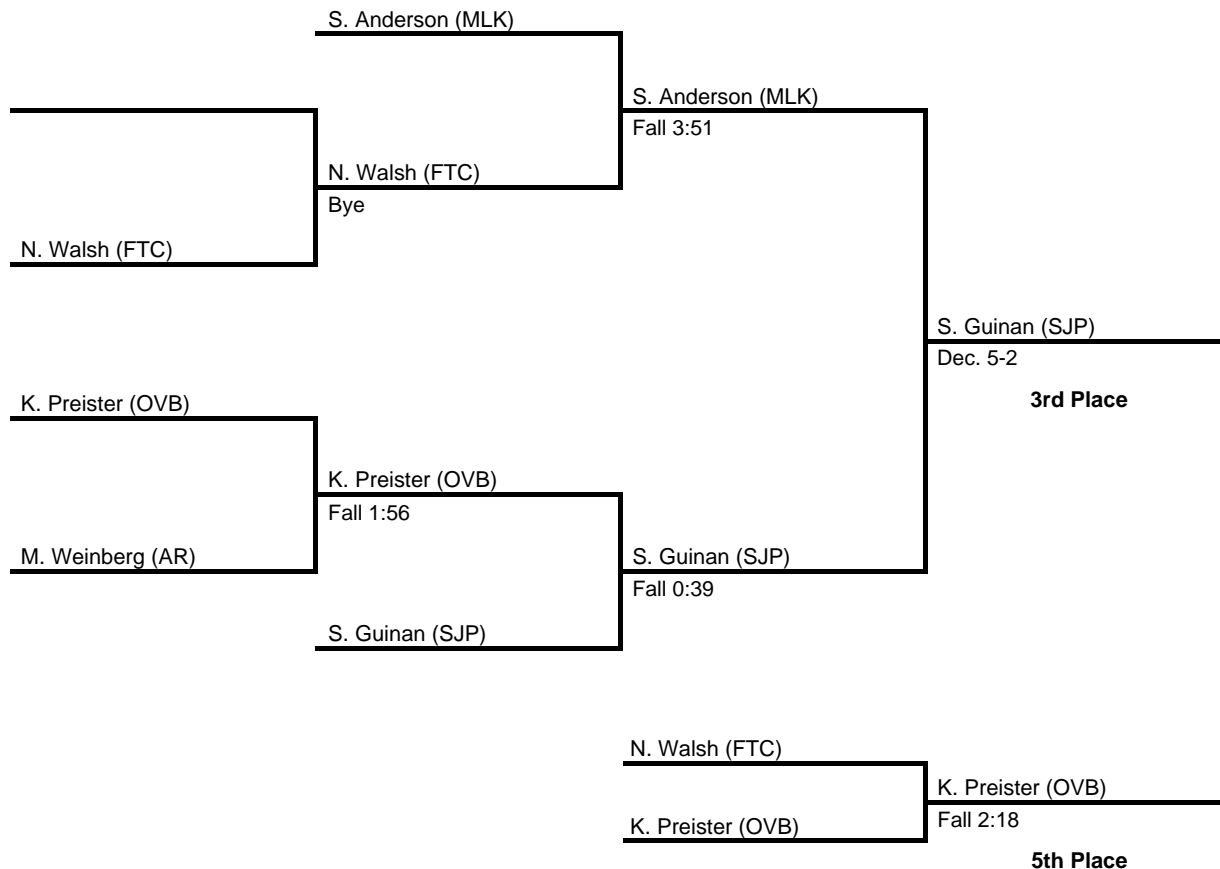 S. Anderson (MLK)
S. Anderson (MLK)
Fall 3:51
N. Walsh (FTC)
Bye
N. Walsh (FTC)
S. Guinan (SJP)
Dec. 5-2
3rd Place
K. Preister (OVB)
K. Preister (OVB)
Fall 1:56
M. Weinberg (AR)
S. Guinan (SJP)
Fall 0:39
S. Guinan (SJP)
N. Walsh (FTC)
K. Preister (OVB)
Fall 2:18
K. Preister (OVB)
5th Place